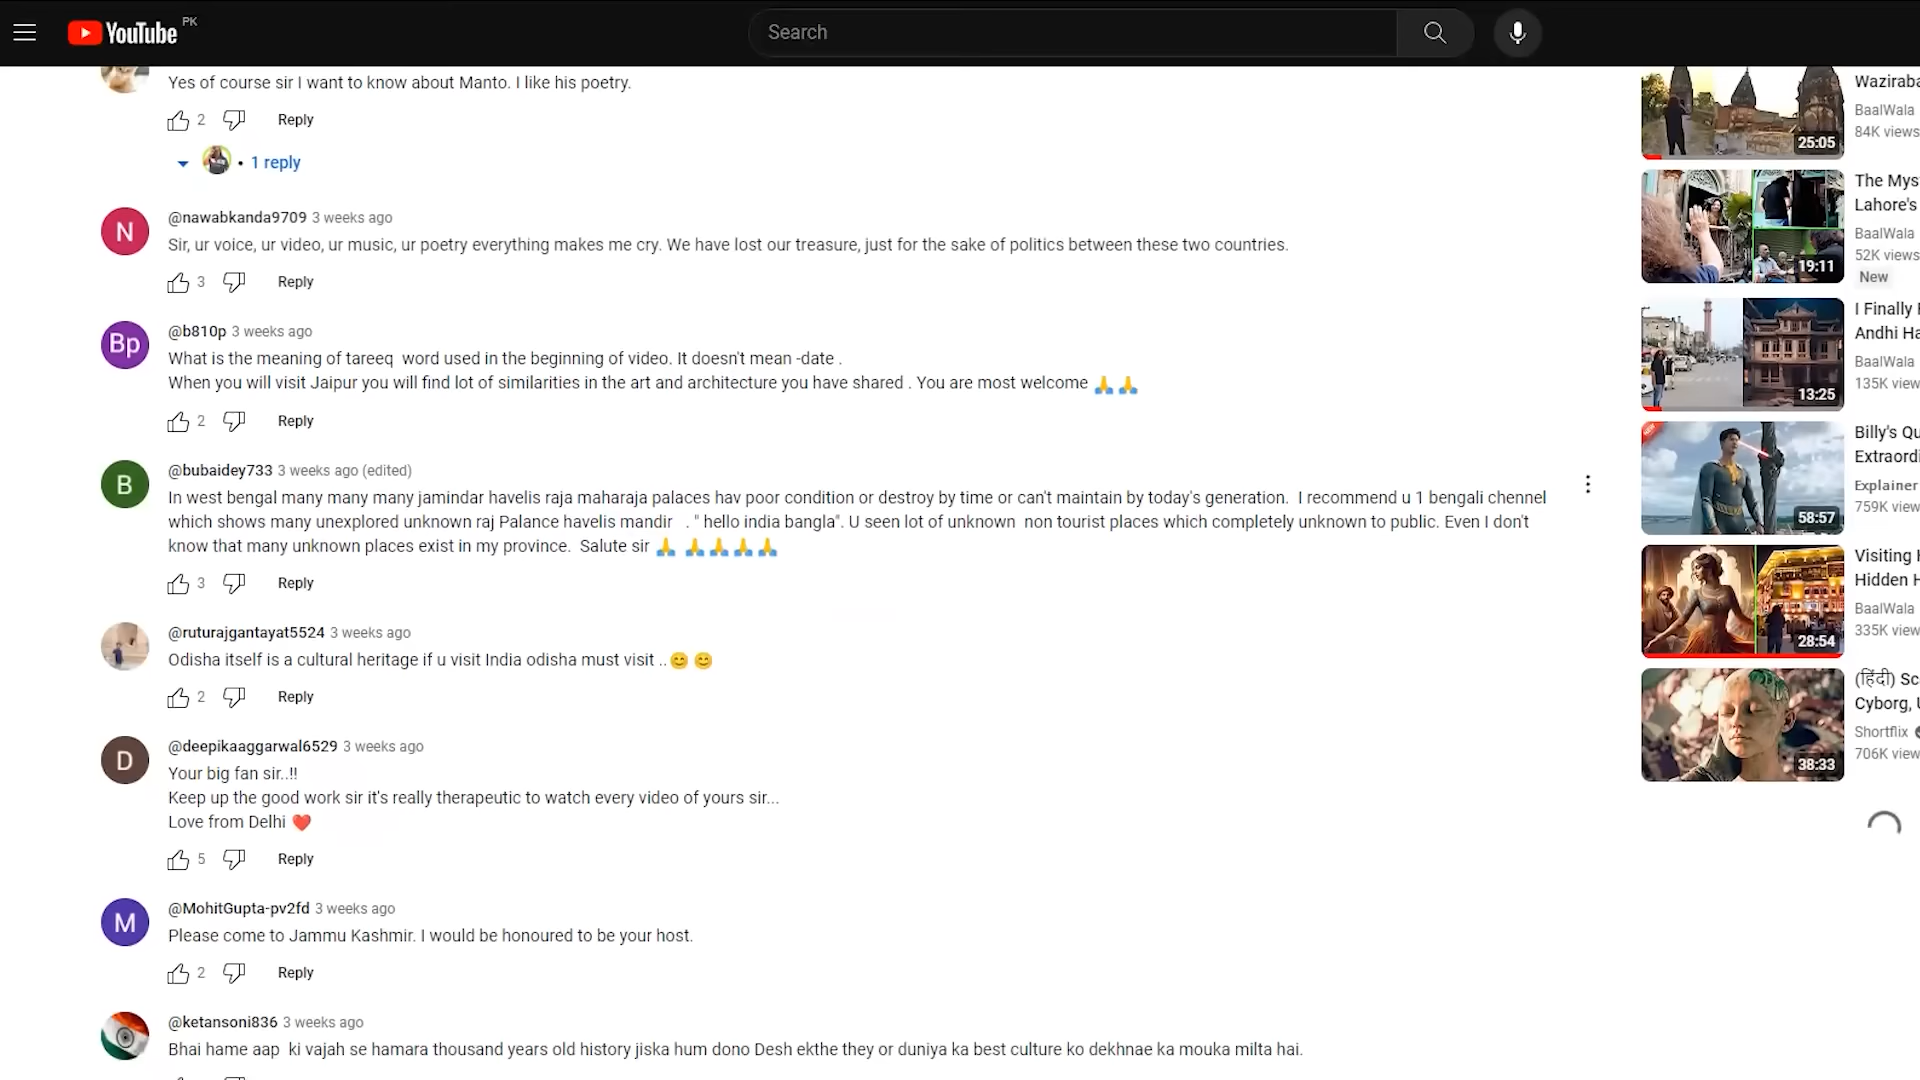 YouTube PK
Search
Yes of course sir I want to know about Manto. I like his poetry.
2 Reply
• 1 reply
N
@nawabkanda9709 3 weeks ago
Sir, ur voice, ur video, ur music, ur poetry everything makes me cry. We have lost our treasure, just for the sake of politics between these two countries.
3 Reply
Bp
@b810p 3 weeks ago
What is the meaning of tareeq word used in the beginning of video. It doesn't mean -date .
When you will visit Jaipur you will find lot of similarities in the art and architecture you have shared . You are most welcome 🙏 🙏
2 Reply
B
@bubaidey733 3 weeks ago (edited)
In west bengal many many many jamindar havelis raja maharaja palaces hav poor condition or destroy by time or can't maintain by today's generation. I recommend u 1 bengali chennel
which shows many unexplored unknown raj Palance havelis mandir . " hello india bangla". U seen lot of unknown non tourist places which completely unknown to public. Even I don't
know that many unknown places exist in my province. Salute sir 🙏 🙏🙏🙏🙏
3 Reply
@ruturajgantayat5524 3 weeks ago
Odisha itself is a cultural heritage if u visit India odisha must visit ..😊 😊
2 Reply
D
@deepikaaggarwal6529 3 weeks ago
Your big fan sir..!!
Keep up the good work sir it's really therapeutic to watch every video of yours sir...
Love from Delhi ❤️
5 Reply
M
@MohitGupta-pv2fd 3 weeks ago
Please come to Jammu Kashmir. I would be honoured to be your host.
2 Reply
@ketansoni836 3 weeks ago
Bhai hame aap ki vajah se hamara thousand years old history jiska hum dono Desh ekthe they or duniya ka best culture ko dekhnae ka mouka milta hai.
25:05
Waziraba
BaalWala
84K views
19:11
The Mys
Lahore's
BaalWala
52K views
New
13:25
I Finally
Andhi Ha
BaalWala
135K view
NEW
58:57
Billy's Qu
Extraordi
Explainer
759K view
28:54
Visiting
Hidden H
BaalWala
335K view
38:33
(हिंदी) Sc
Cyborg,
Shortflix
706K view